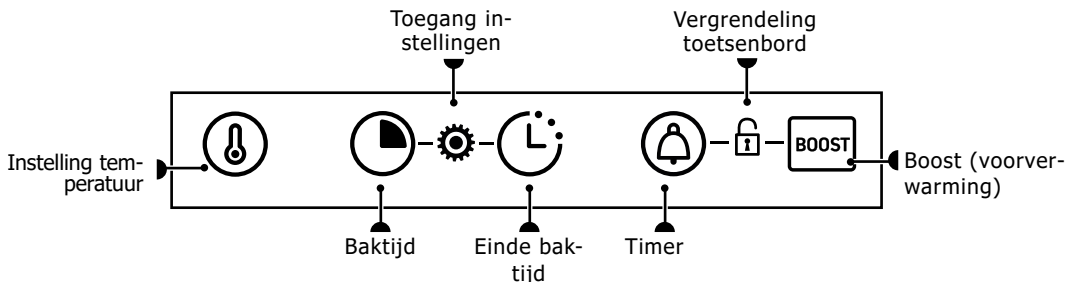 Toegang in-
stellingen
Vergrendeling
toetsenbord
Instelling tem-
peratuur
BOOST
Boost (voorver-
warming)
Baktijd
Einde bak-
tijd
Timer